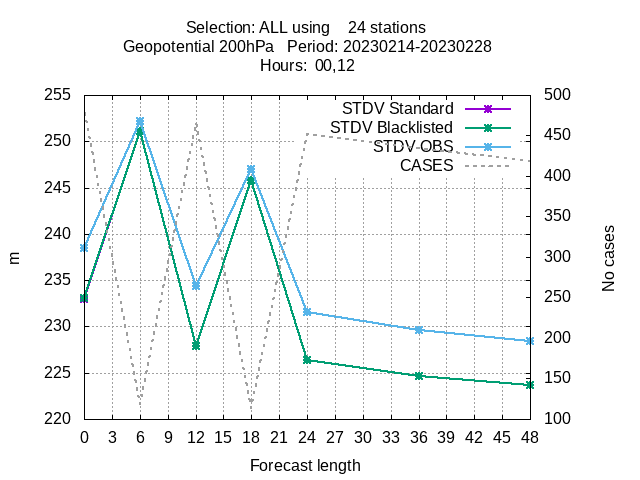 Selection: ALL using    24 stations
Geopotential 200hPa   Period: 20230214-20230228
Hours:  00,12
255 500
STDV Standard
STDV Blacklisted
STDV OBS
CASES
250 450
245 400
240 350
235 300
230 250
225 200
220 150
100
m
No cases
0 3 6 9 12 15 18 21 24 27 30 33 36 39 42 45 48
Forecast length